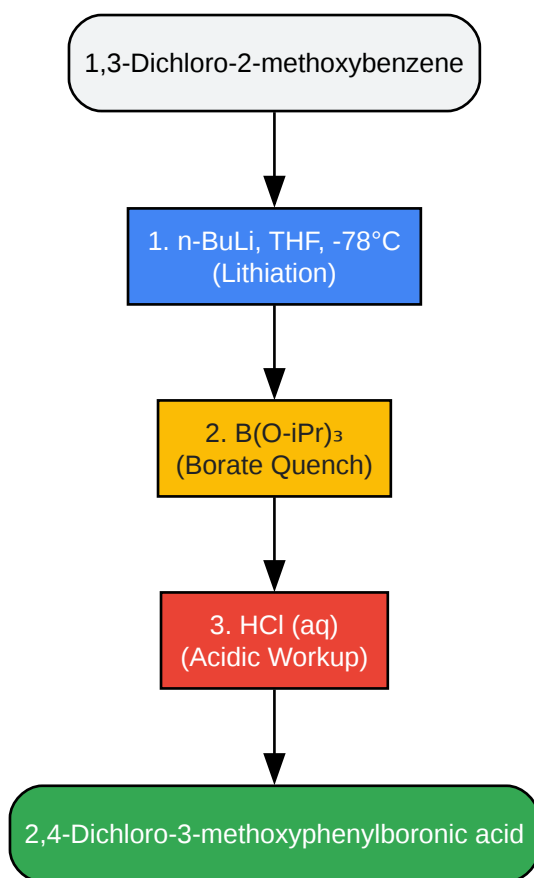 1,3-Dichloro-2-methoxybenzene
1. n-BuLi, THF, -78°C
(Lithiation)
2. B(O-iPr)₃
(Borate Quench)
3. HCl (aq)
(Acidic Workup)
2,4-Dichloro-3-methoxyphenylboronic acid